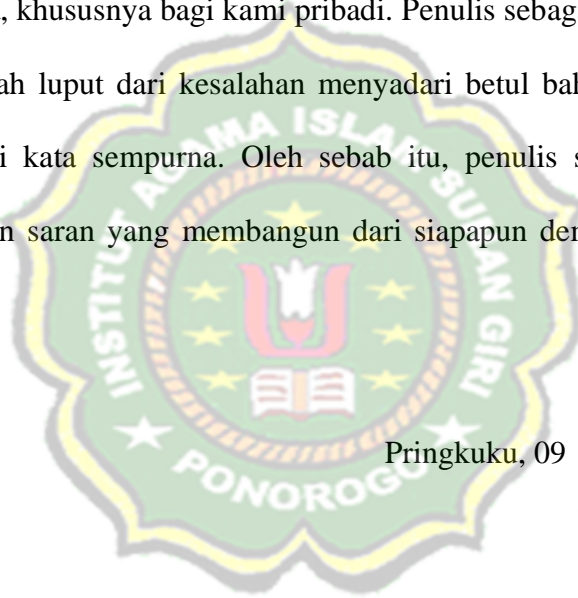 , khususnya bagi kami pribadi. Penulis sebag
ah luput dari kesalahan menyadari betul bah
i kata sempurna. Oleh sebab itu, penulis s
n saran yang membangun dari siapapun den
Pringkuku, 09
INSTITUT AGAMA ISLAM SUNAN GIRI
PONOROGO